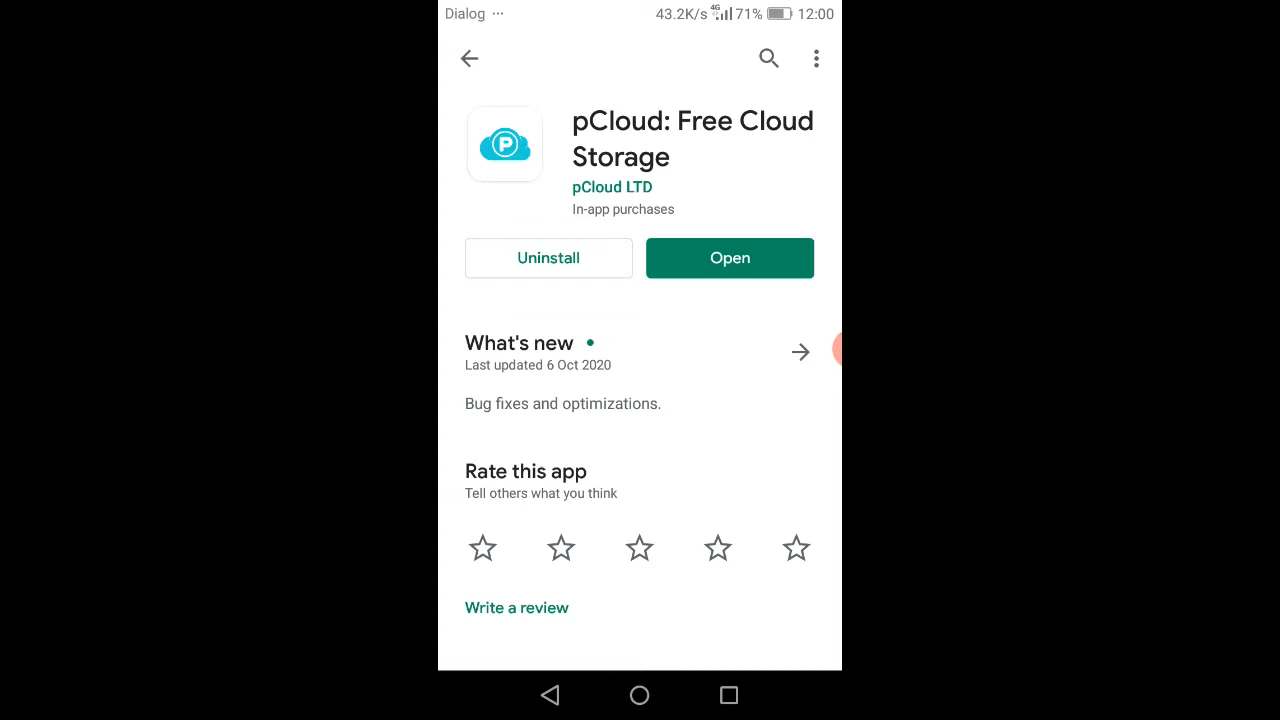 Dialog ... 43.2K/s 4G 71% 12:00
P
pCloud: Free Cloud
Storage
pCloud LTD
In-app purchases
Uninstall Open
What's new •
Last updated 6 Oct 2020
Bug fixes and optimizations.
Rate this app
Tell others what you think
Write a review